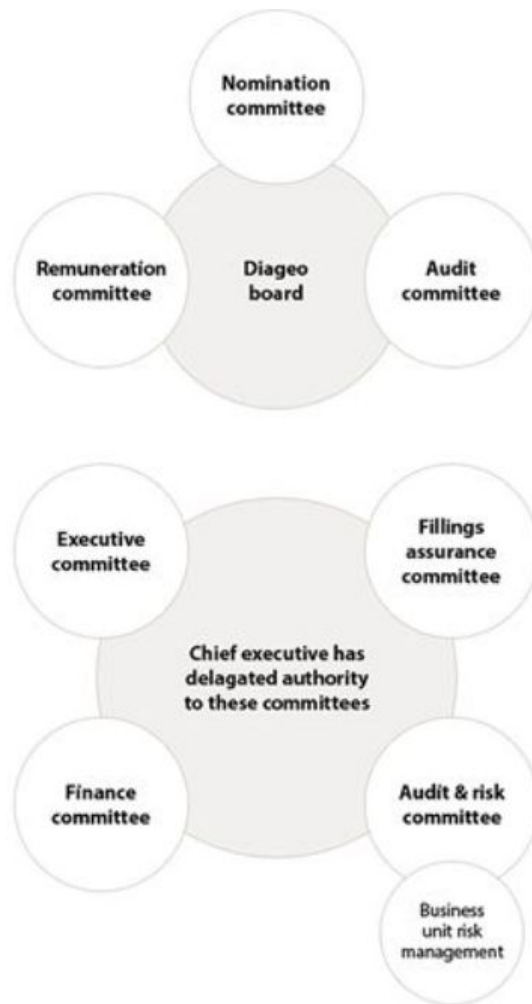 Nomination
committee
Remuneration
committee
Diageo
board
Audit
committee
Executive
committee
Fillings
assurance
committee
Chief executive has
delagated authority
to these committees
Finance
committee
Audit & risk
committee
Business
unit risk
management